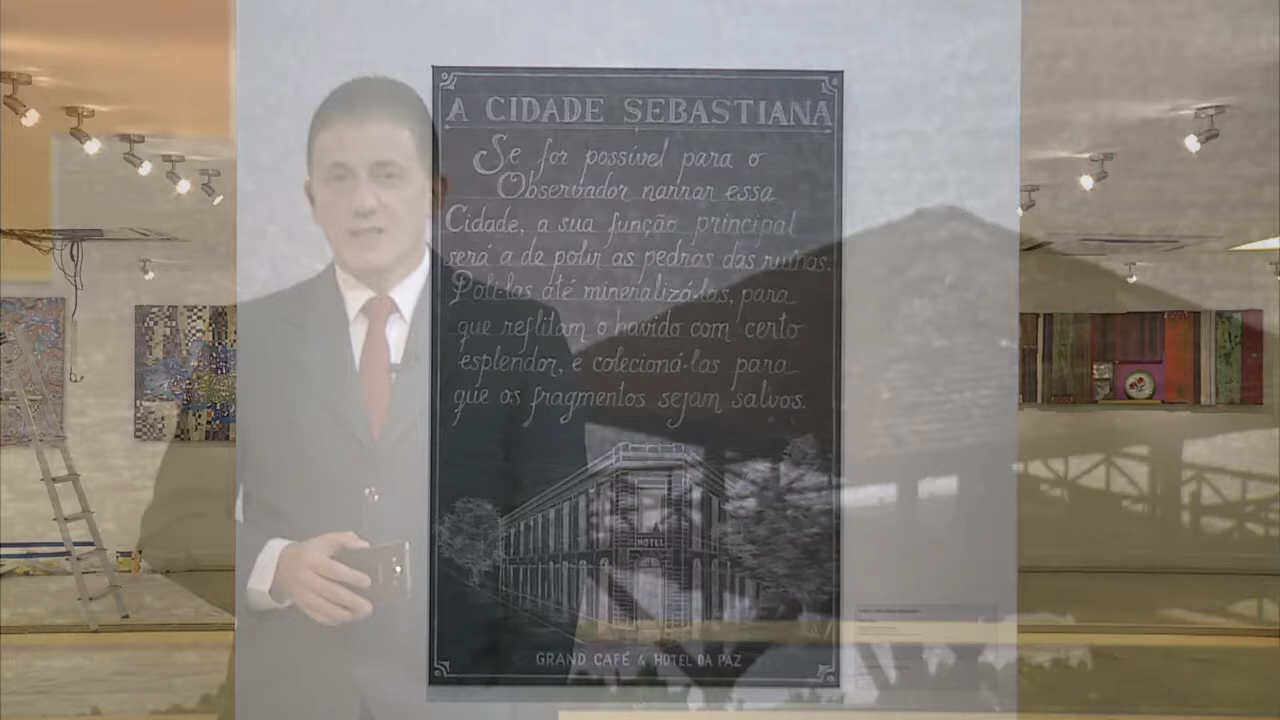 A CIDADE SEBASTIANA
Se for possível para o
Observador narrar essa
Cidade, a sua função principal
será a de polir as pedras das ruínas.
Poli-las até mineralizá-las, para
que reflitam o havido com certo
esplendor, e colecioná-las para
que os fragmentos sejam salvos.
HOTEL
GRAND CAFÉ & HOTEL DA PAZ